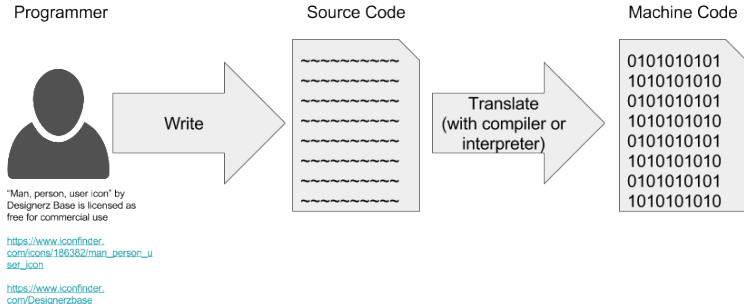 Programmer
Source Code
Machine Code
Write
~~~~~~~~~~
~~~~~~~~~~
~~~~~~~~~~
~~~~~~~~~~
~~~~~~~~~~
~~~~~~~~~~
~~~~~~~~~~
~~~~~~~~~~
Translate
(with compiler or
interpreter)
0101010101
1010101010
0101010101
1010101010
0101010101
1010101010
0101010101
1010101010
“Man, person, user icon” by
Designerz Base is licensed as
free for commercial use
https://www.iconfinder.
com/icons/186382/man_person_u
ser_icon
https://www.iconfinder.
com/Designerzbase